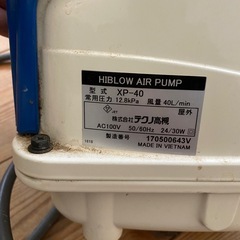 HIBLOW AIR PUMP
型 式 XP-40
常用圧力 12.8kPa 風量 40L/min
株式会社 テクノ高槻 屋外
AC100V 50/60Hz 24/30W
製造番号 170500643V
MADE IN VIETNAM